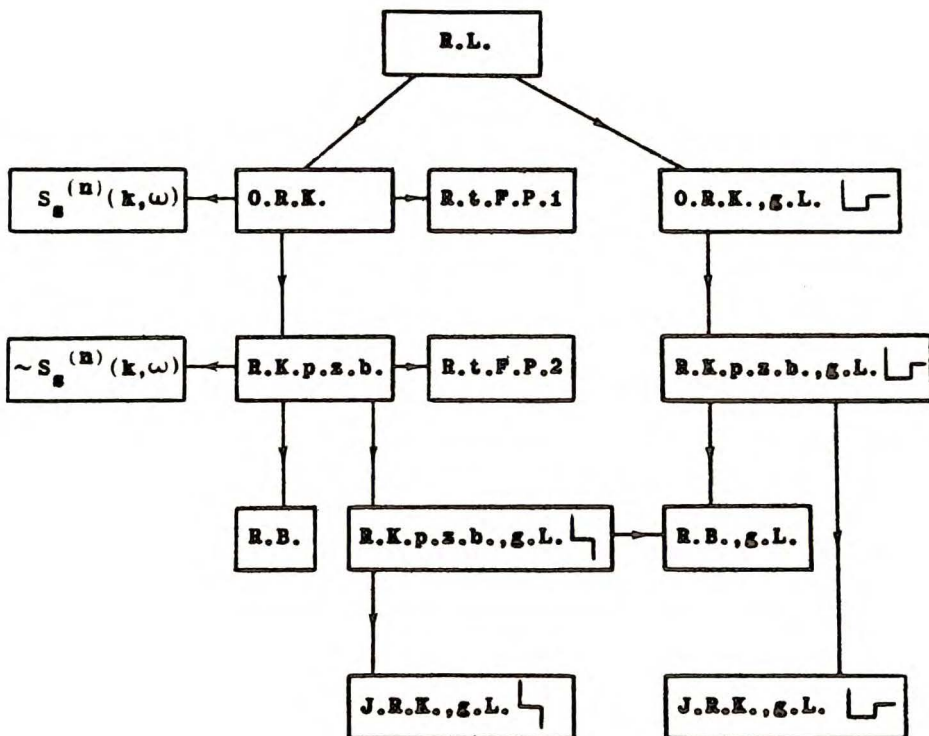 R.L.
S_s^(n)(k,ω)
O.R.K.
R.t.F.P.1
O.R.K.,g.L.
~S_s^(n)(k,ω)
R.K.p.z.b.
R.t.F.P.2
R.K.p.z.b.,g.L.
R.B.
R.K.p.z.b.,g.L.
R.B.,g.L.
J.R.K.,g.L.
J.R.K.,g.L.